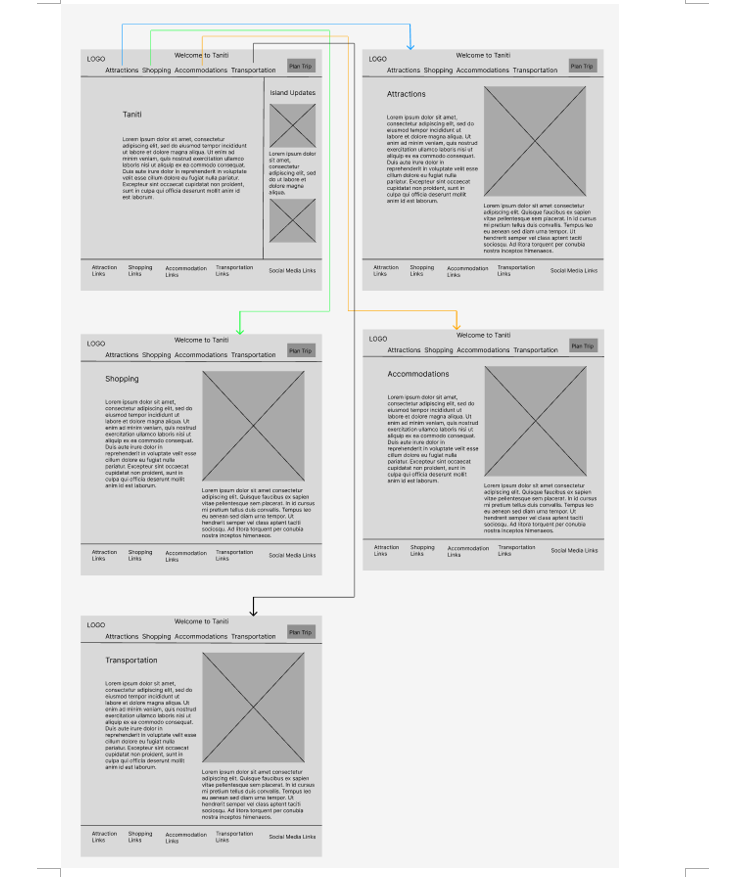 LOGO
Welcome to Taniti
Attractions Shopping Accommodations Transportation
Plan Trip
Taniti
Lorem ipsum dolor sit amet, consectetur
adipiscing elit, sed do eiusmod tempor incididunt
ut labore et dolore magna aliqua. Ut enim ad
minim veniam, quis nostrud exercitation ullamco
laboris nisi ut aliquip ex ea commodo consequat.
Duis aute irure dolor in reprehenderit in voluptate
velit esse cillum dolore eu fugiat nulla pariatur.
Excepteur sint occaecat cupidatat non proident,
sunt in culpa qui officia deserunt mollit anim id
est laborum.
Island Updates
Lorem ipsum dolor
sit amet,
consectetur
adipiscing elit, sed
do ut labore et
dolore magna
aliqua.
Attraction
Links
Shopping
Links
Accommodation
Links
Transportation
Links
Social Media Links
LOGO
Welcome to Taniti
Attractions Shopping Accommodations Transportation
Plan Trip
Attractions
Lorem ipsum dolor sit amet,
consectetur adipiscing elit, sed do
eiusmod tempor incididunt ut
labore et dolore magna aliqua. Ut
enim ad minim veniam, quis nostrud
exercitation ullamco laboris nisi ut
aliquip ex ea commodo consequat.
Duis aute irure dolor in
reprehenderit in voluptate velit esse
cillum dolore eu fugiat nulla
pariatur. Excepteur sint occaecat
cupidatat non proident, sunt in
culpa qui officia deserunt mollit
anim id est laborum.
Lorem ipsum dolor sit amet consectetur
adipiscing elit. Quisque faucibus ex sapien
vitae pellentesque sem placerat. In id cursus
mi pretium tellus duis convallis. Tempus leo
eu aenean sed diam urna tempor. Ut
hendrerit semper vel class aptent taciti
sociosqu. Ad litora torquent per conubia
nostra inceptos himenaeos.
Attraction
Links
Shopping
Links
Accommodation
Links
Transportation
Links
Social Media Links
LOGO
Welcome to Taniti
Attractions Shopping Accommodations Transportation
Plan Trip
Shopping
Lorem ipsum dolor sit amet,
consectetur adipiscing elit, sed do
eiusmod tempor incididunt ut
labore et dolore magna aliqua. Ut
enim ad minim veniam, quis nostrud
exercitation ullamco laboris nisi ut
aliquip ex ea commodo consequat.
Duis aute irure dolor in
reprehenderit in voluptate velit esse
cillum dolore eu fugiat nulla
pariatur. Excepteur sint occaecat
cupidatat non proident, sunt in
culpa qui officia deserunt mollit
anim id est laborum.
Lorem ipsum dolor sit amet consectetur
adipiscing elit. Quisque faucibus ex sapien
vitae pellentesque sem placerat. In id cursus
mi pretium tellus duis convallis. Tempus leo
eu aenean sed diam urna tempor. Ut
hendrerit semper vel class aptent taciti
sociosqu. Ad litora torquent per conubia
nostra inceptos himenaeos.
Attraction
Links
Shopping
Links
Accommodation
Links
Transportation
Links
Social Media Links
LOGO
Welcome to Taniti
Attractions Shopping Accommodations Transportation
Plan Trip
Accommodations
Lorem ipsum dolor sit amet,
consectetur adipiscing elit, sed do
eiusmod tempor incididunt ut
labore et dolore magna aliqua. Ut
enim ad minim veniam, quis nostrud
exercitation ullamco laboris nisi ut
aliquip ex ea commodo consequat.
Duis aute irure dolor in
reprehenderit in voluptate velit esse
cillum dolore eu fugiat nulla
pariatur. Excepteur sint occaecat
cupidatat non proident, sunt in
culpa qui officia deserunt mollit
anim id est laborum.
Lorem ipsum dolor sit amet consectetur
adipiscing elit. Quisque faucibus ex sapien
vitae pellentesque sem placerat. In id cursus
mi pretium tellus duis convallis. Tempus leo
eu aenean sed diam urna tempor. Ut
hendrerit semper vel class aptent taciti
sociosqu. Ad litora torquent per conubia
nostra inceptos himenaeos.
Attraction
Links
Shopping
Links
Accommodation
Links
Transportation
Links
Social Media Links
LOGO
Welcome to Taniti
Attractions Shopping Accommodations Transportation
Plan Trip
Transportation
Lorem ipsum dolor sit amet,
consectetur adipiscing elit, sed do
eiusmod tempor incididunt ut
labore et dolore magna aliqua. Ut
enim ad minim veniam, quis nostrud
exercitation ullamco laboris nisi ut
aliquip ex ea commodo consequat.
Duis aute irure dolor in
reprehenderit in voluptate velit esse
cillum dolore eu fugiat nulla
pariatur. Excepteur sint occaecat
cupidatat non proident, sunt in
culpa qui officia deserunt mollit
anim id est laborum.
Lorem ipsum dolor sit amet consectetur
adipiscing elit. Quisque faucibus ex sapien
vitae pellentesque sem placerat. In id cursus
mi pretium tellus duis convallis. Tempus leo
eu aenean sed diam urna tempor. Ut
hendrerit semper vel class aptent taciti
sociosqu. Ad litora torquent per conubia
nostra inceptos himenaeos.
Attraction
Links
Shopping
Links
Accommodation
Links
Transportation
Links
Social Media Links